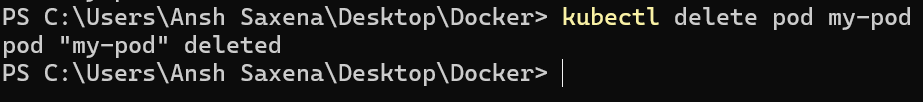 PS C:\Users\Ansh Saxena\Desktop\Docker> kubectl delete pod my-pod
pod "my-pod" deleted
PS C:\Users\Ansh Saxena\Desktop\Docker>